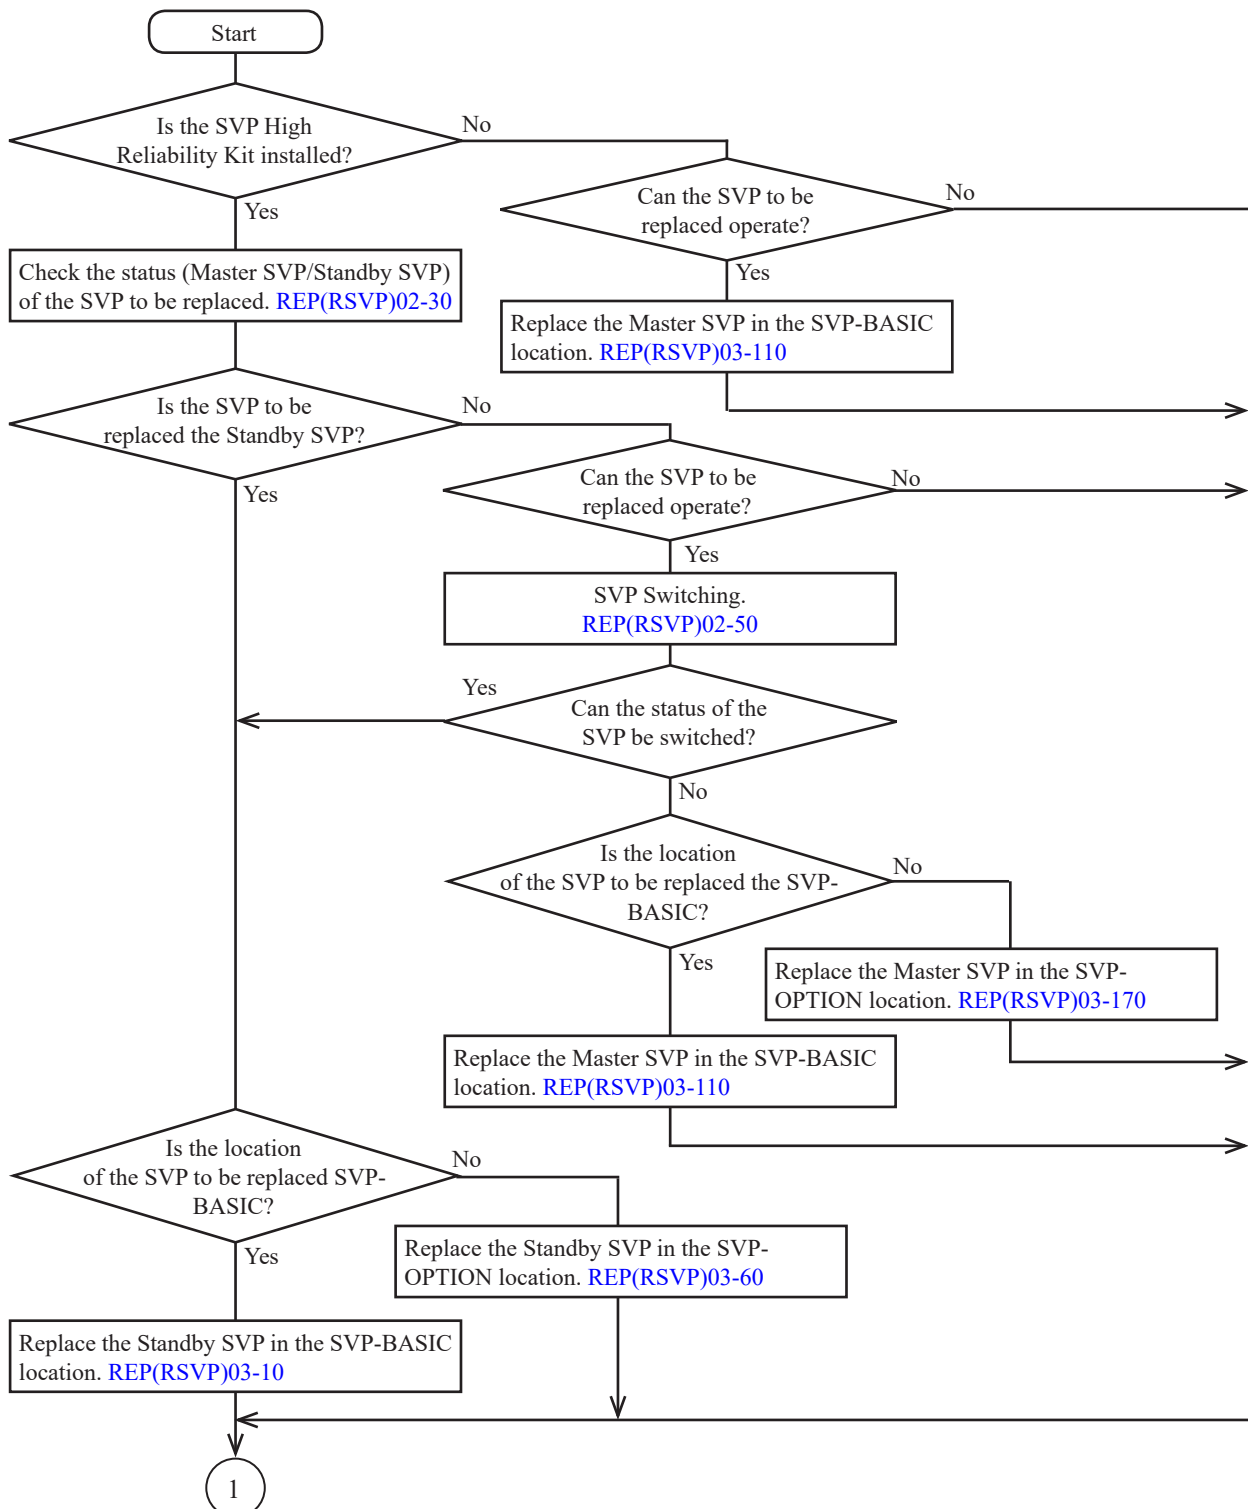 Start
Is the SVP High
Reliability Kit installed?
No
Yes
Can the SVP to be
replaced operate?
No
Yes
Check the status (Master SVP/Standby SVP)
of the SVP to be replaced. REP(RSVP)02-30
Replace the Master SVP in the SVP-BASIC
location. REP(RSVP)03-110
Is the SVP to be
replaced the Standby SVP?
No
Yes
Can the SVP to be
replaced operate?
No
Yes
SVP Switching.
REP(RSVP)02-50
Yes
Can the status of the
SVP be switched?
No
Is the location
of the SVP to be replaced the SVP-
BASIC?
No
Yes
Replace the Master SVP in the SVP-
OPTION location. REP(RSVP)03-170
Replace the Master SVP in the SVP-BASIC
location. REP(RSVP)03-110
Is the location
of the SVP to be replaced SVP-
BASIC?
No
Yes
Replace the Standby SVP in the SVP-
OPTION location. REP(RSVP)03-60
Replace the Standby SVP in the SVP-BASIC
location. REP(RSVP)03-10
1